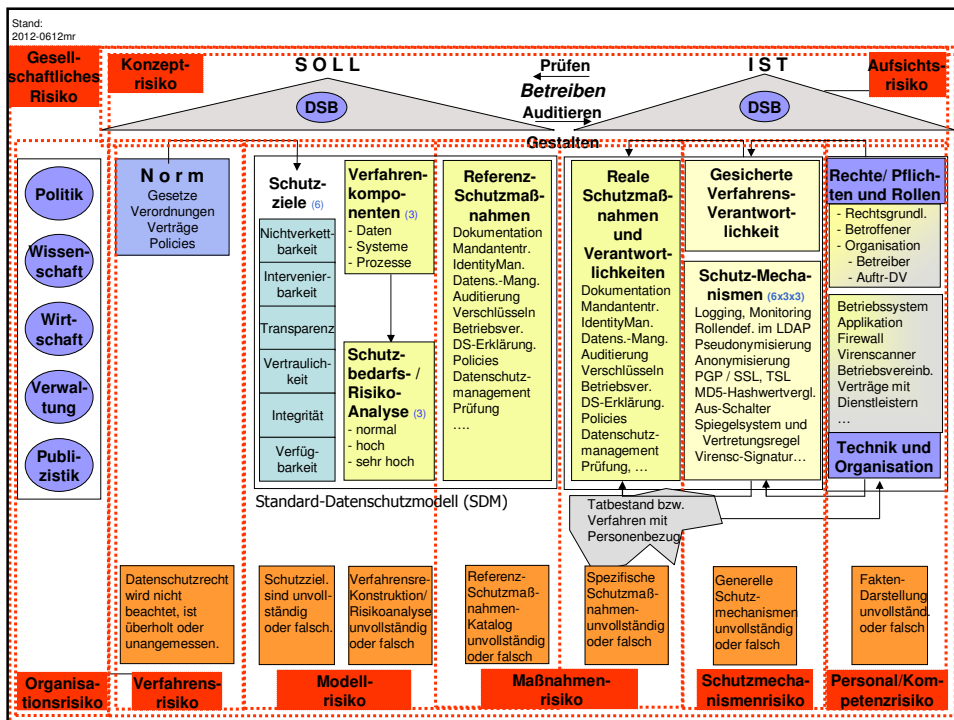 Stand:
2012-0612mr
Gesell-
schaftliches
Risiko
Konzept-
risiko
S O L L
DSB
Prüfen
Betreiben
Auditieren
Gestalten
I S T
DSB
Aufsichts-
risiko
Politik
Wissen-
schaft
Wirt-
schaft
Verwal-
tung
Publi-
zistik
N o r m
Gesetze
Verordnungen
Verträge
Policies
Schutz-
ziele (6)
Nichtverkett-
barkeit
Intervenier-
barkeit
Transparenz
Vertraulich-
keit
Integrität
Verfüg-
barkeit
Verfahren-
kompo-
nenten (3)
- Daten
- Systeme
- Prozesse
Schutz-
bedarfs- /
Risiko-
Analyse (3)
- normal
- hoch
- sehr hoch
Referenz-
Schutzmaß-
nahmen
Dokumentation
Mandantentr.
IdentityMan.
Datens.-Mang.
Auditierung
Verschlüsseln
Betriebsver.
DS-Erklärung.
Policies
Datenschutz-
management
Prüfung
….
Standard-Datenschutzmodell (SDM)
Reale
Schutzmaß-
nahmen
und
Verantwort-
lichkeiten
Dokumentation
Mandantentr.
IdentityMan.
Datens.-Mang.
Auditierung
Verschlüsseln
Betriebsver.
DS-Erklärung.
Policies
Datenschutz-
management
Prüfung, …
Gesicherte
Verfahrens-
Verantwort-
lichkeit
Schutz-Mecha-
nismen (6x3x3)
Logging, Monitoring
Rollendef. im LDAP
Pseudonymisierung
Anonymisierung
PGP / SSL, TSL
MD5-Hashwertvergl.
Aus-Schalter
Spiegelsystem und
Vertretungsregel
Virensc-Signatur…
Rechte/ Pflich-
ten und Rollen
- Rechtsgrundl.
- Betroffener
- Organisation
- Betreiber
- Auftr-DV
Betriebssystem
Applikation
Firewall
Virenscanner
Betriebsvereinb.
Verträge mit
Dienstleistern
…
Technik und
Organisation
Tatbestand bzw.
Verfahren mit
Personenbezug
Datenschutzrecht
wird nicht
beachtet, ist
überholt oder
unangemessen.
Schutzziel.
sind unvoll-
ständig
oder falsch.
Verfahrensre-
Konstruktion/
Risikoanalyse
unvollständig
oder falsch
Referenz-
Schutzmaß-
nahmen-
Katalog
unvollständig
oder falsch
Spezifische
Schutzmaß-
nahmen-
unvollständig
oder falsch
Generelle
Schutz-
mechanismen
unvollständig
oder falsch
Fakten-
Darstellung
unvollständ.
oder falsch
Organisa-
tionsrisiko
Verfahrens-
risiko
Modell-
risiko
Maßnahmen-
risiko
Schutzmecha-
nismenrisiko
Personal/Kom-
petenzrisiko